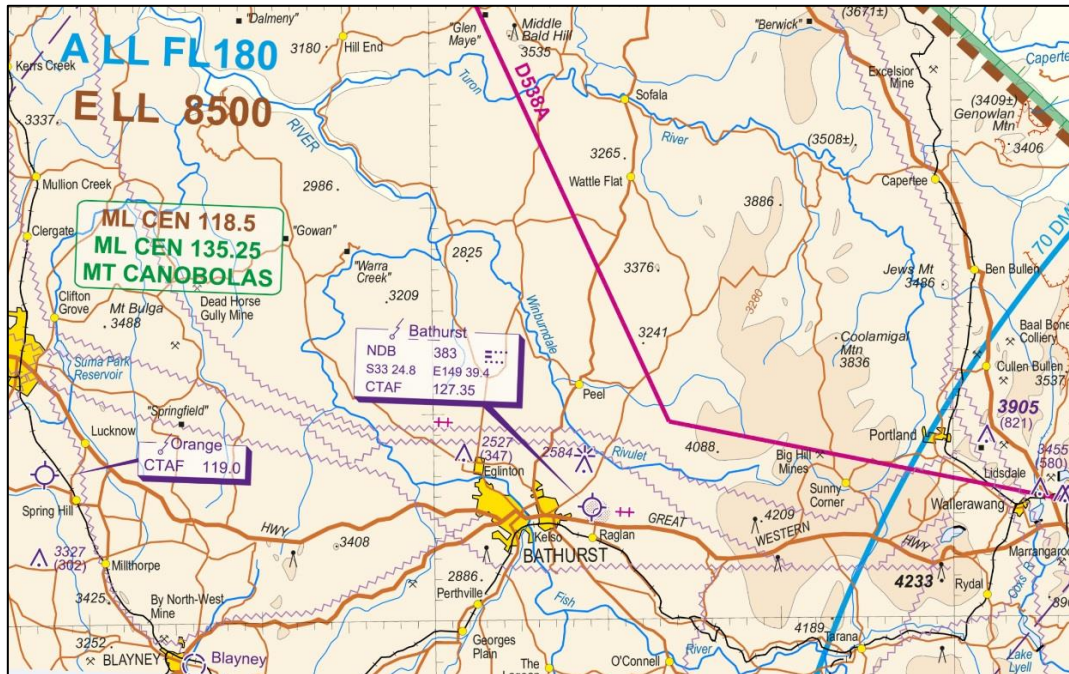 "Dalmeny"
"Glen
Maye"
Middle
Bald Hill
3535
"Berwick"
(3671±)
3180
Hill End
A LL FL180
Kerrs Creek
E LL 8500
Turon
D538A
Excelsior
Mine
Caperte
(3409±)
Genowlan
Mtn
3406
Sofala
RIVER
3337
River
(3508±)
3265
Mullion Creek
2986
Wattle Flat
Capertee
3886
ML CEN 118.5
ML CEN 135.25
MT CANOBOLAS
Clergate
"Gowan"
2825
70 DM
"Warra
Creek"
3376
Jews Mt
3486
Ben Bullen
3209
Winburndale
3280
Clifton
Grove
Mt Bulga
3488
Dead Horse
Gully Mine
3241
Coolamigal
Mtn
3836
Baal Bone
Colliery
Bathurst
NDB 383
S33 24.8 E149 39.4
CTAF 127.35
Suma Park
Reservoir
Cullen Bullen
3537
Peel
"Springfield"
3905
(821)
Lucknow
Orange
CTAF 119.0
2527
(347)
2584
Rivulet
4088
Portland
Big Hill
Mines
Lidsdale
3455
(580)
Eglinton
Sunny
Corner
Wallerawang
Spring Hill
HWY
GREAT
4209
WESTERN
HWY
3408
Kelso
BATHURST
Raglan
Marrangaroo
3327
(302)
Millthorpe
4233
Rydal
Coxs R
2886
Perthville
Fish
3425
By North-West
Mine
896
4189
Tarana
3252
BLAYNEY
Blayney
Georges
Plain
The
O'Connell
River
Lake
Lyell